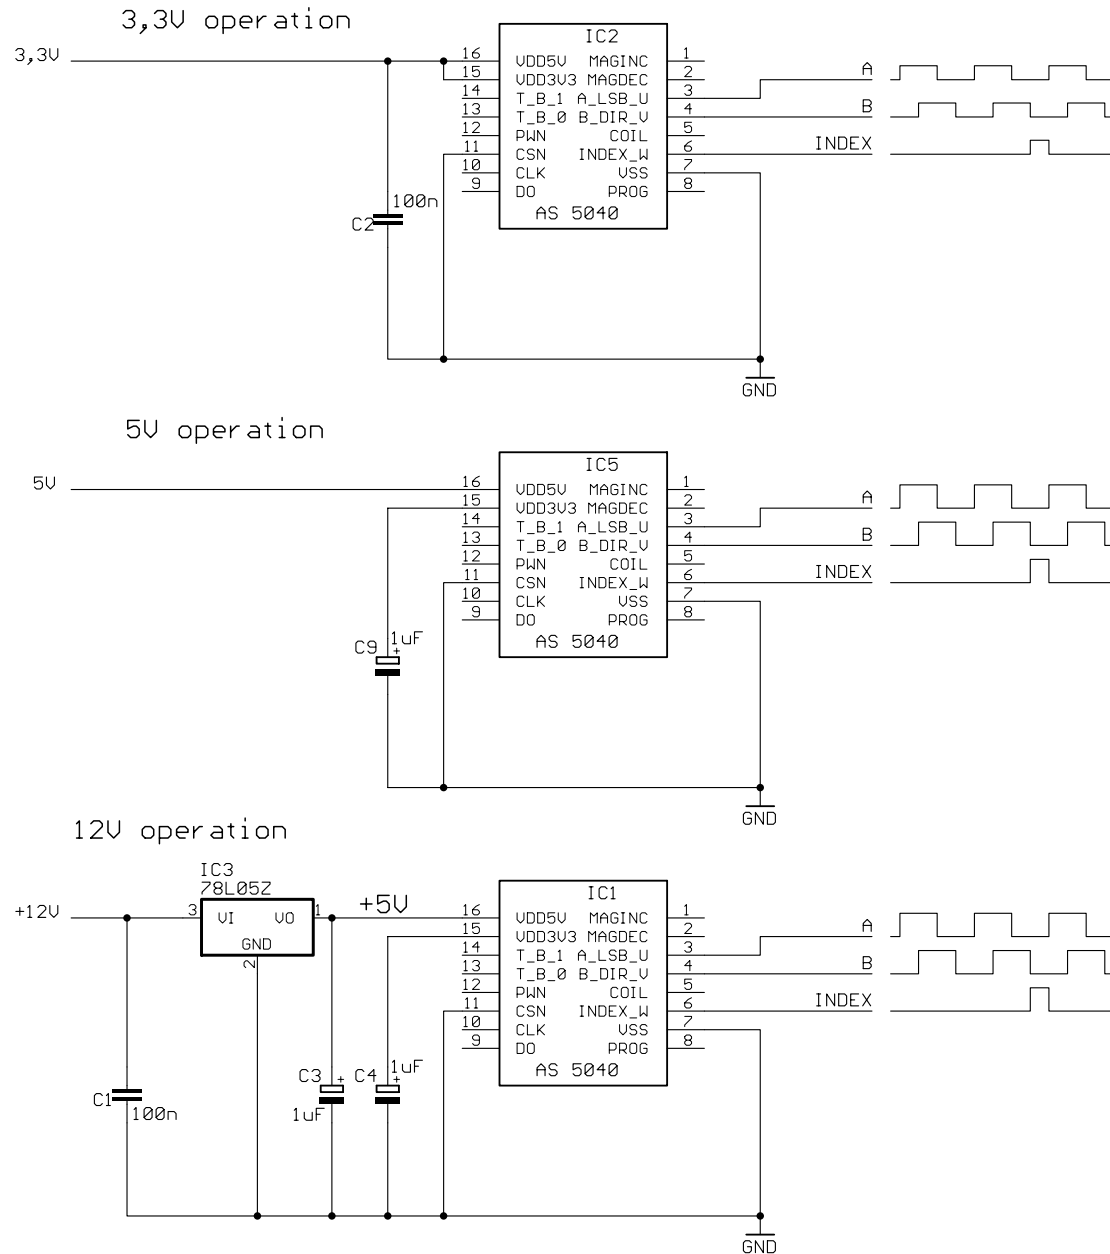 3,3V operation
3,3V
IC2
16 VDD5V MAGINC 1
15 VDD3V3 MAGDEC 2
14 T_B_1 A_LSB_U 3
13 T_B_0 B_DIR_V 4
12 PWN COIL 5
11 CSN INDEX_W 6
10 CLK VSS 7
9 DO PROG 8
AS 5040
A
B
INDEX
100n
C2
GND
5V operation
5V
IC5
16 VDD5V MAGINC 1
15 VDD3V3 MAGDEC 2
14 T_B_1 A_LSB_U 3
13 T_B_0 B_DIR_V 4
12 PWN COIL 5
11 CSN INDEX_W 6
10 CLK VSS 7
9 DO PROG 8
AS 5040
A
B
INDEX
C9 1uF
+
GND
12V operation
IC3
78L05Z
+12V
3 VI VO 1
GND
2
+5V
IC1
16 VDD5V MAGINC 1
15 VDD3V3 MAGDEC 2
14 T_B_1 A_LSB_U 3
13 T_B_0 B_DIR_V 4
12 PWN COIL 5
11 CSN INDEX_W 6
10 CLK VSS 7
9 DO PROG 8
AS 5040
A
B
INDEX
C1
100n
C3 +
1uF
C4 +
1uF
GND